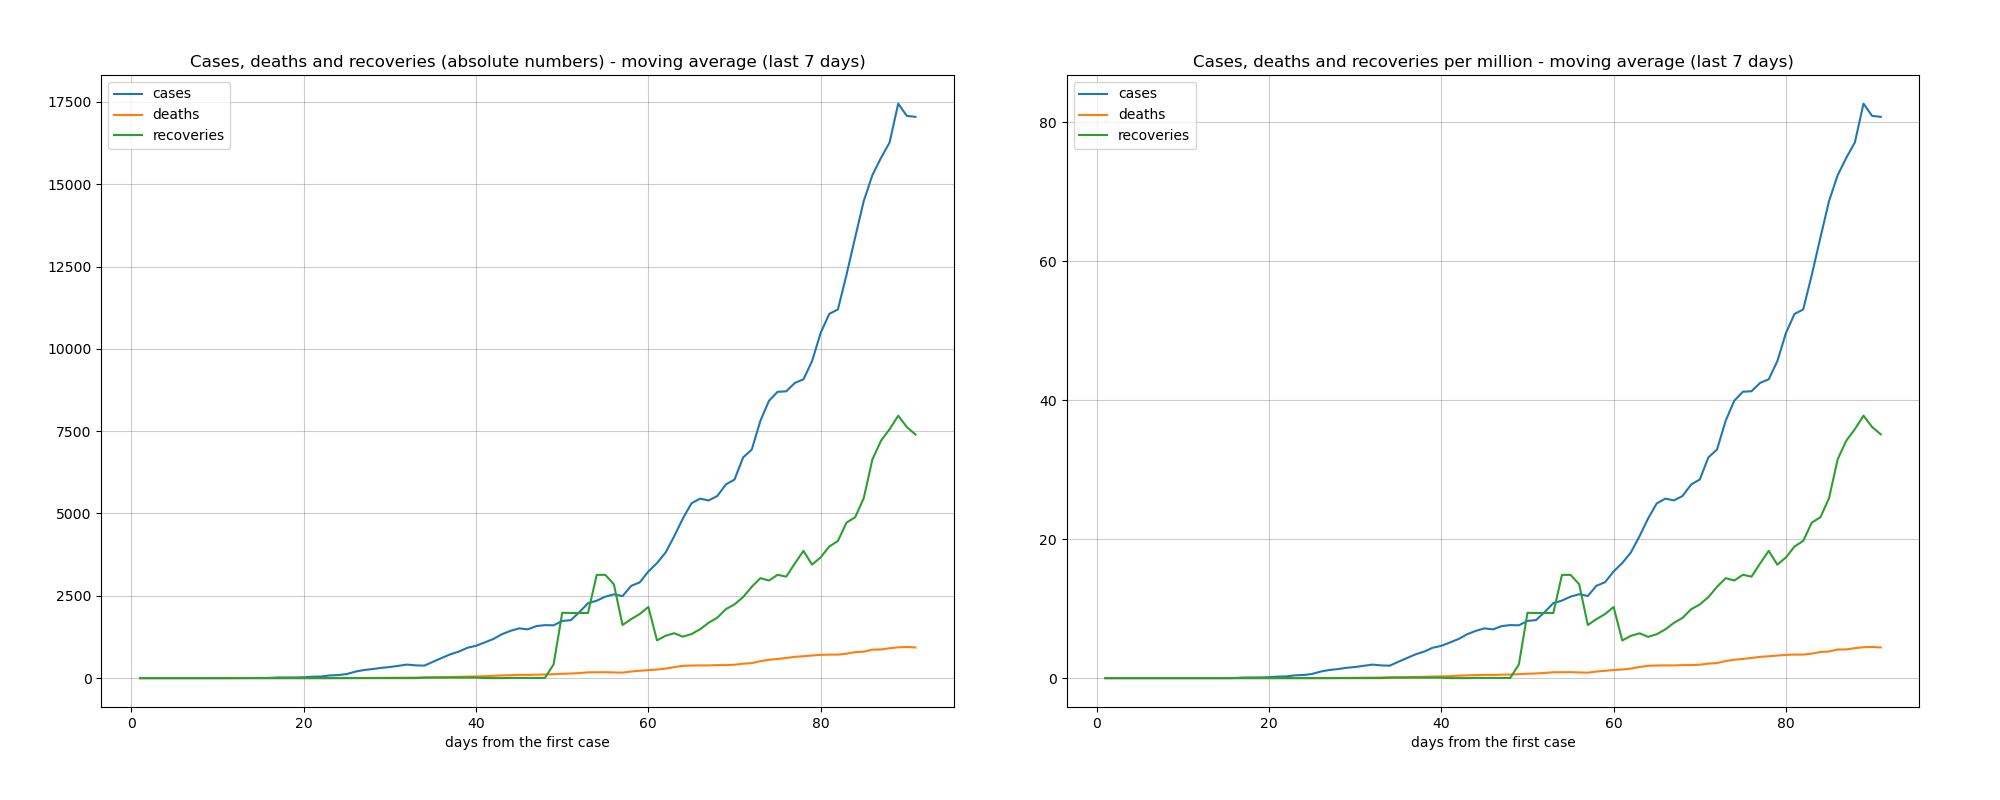 Cases, deaths and recoveries (absolute numbers) - moving average (last 7 days)
cases
deaths
recoveries
17500
15000
12500
10000
7500
5000
2500
0
0 20 40 60 80
days from the first case
Cases, deaths and recoveries per million - moving average (last 7 days)
cases
deaths
recoveries
80
60
40
20
0
0 20 40 60 80
days from the first case